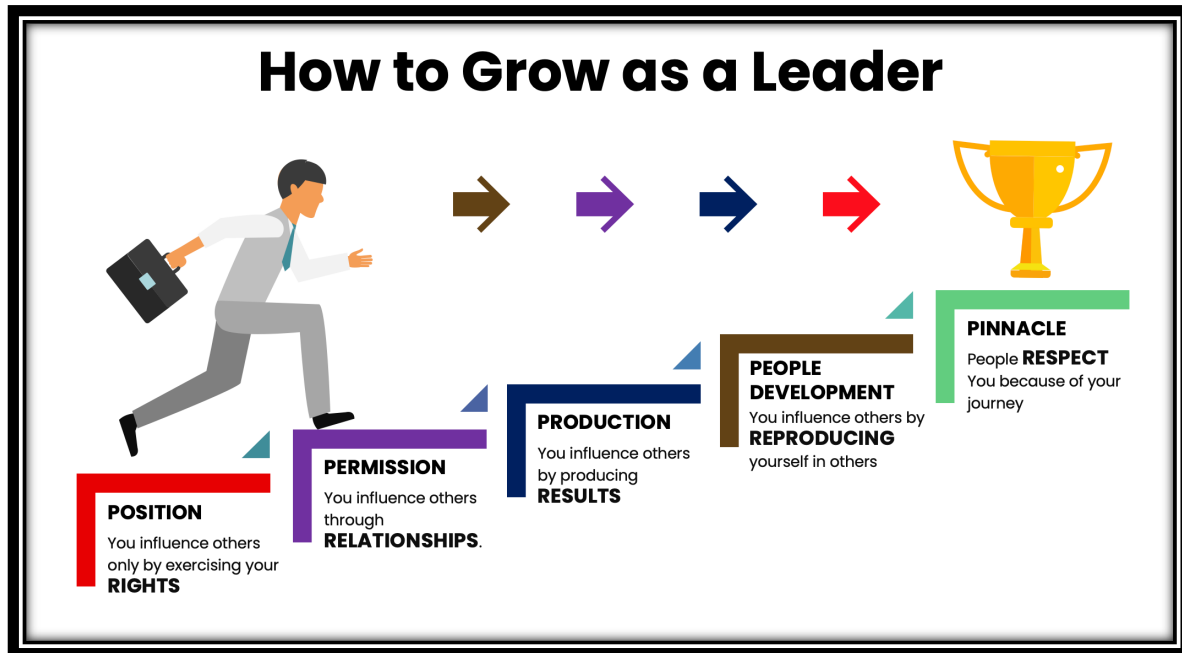 How to Grow as a Leader
POSITION
You influence others
only by exercising your
RIGHTS
PERMISSION
You influence others
through
RELATIONSHIPS.
PRODUCTION
You influence others
by producing
RESULTS
PEOPLE
DEVELOPMENT
You influence others by
REPRODUCING
yourself in others
PINNACLE
People RESPECT
You because of your
journey